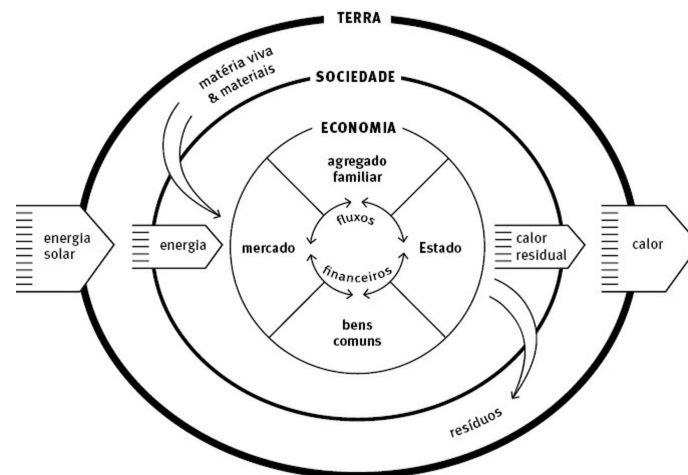 TERRA
matéria viva
& materiais
SOCIEDADE
ECONOMIA
agregado
familiar
fluxos
energia
solar
energia
mercado
Estado
calor
residual
calor
financeiros
bens
comuns
resíduos